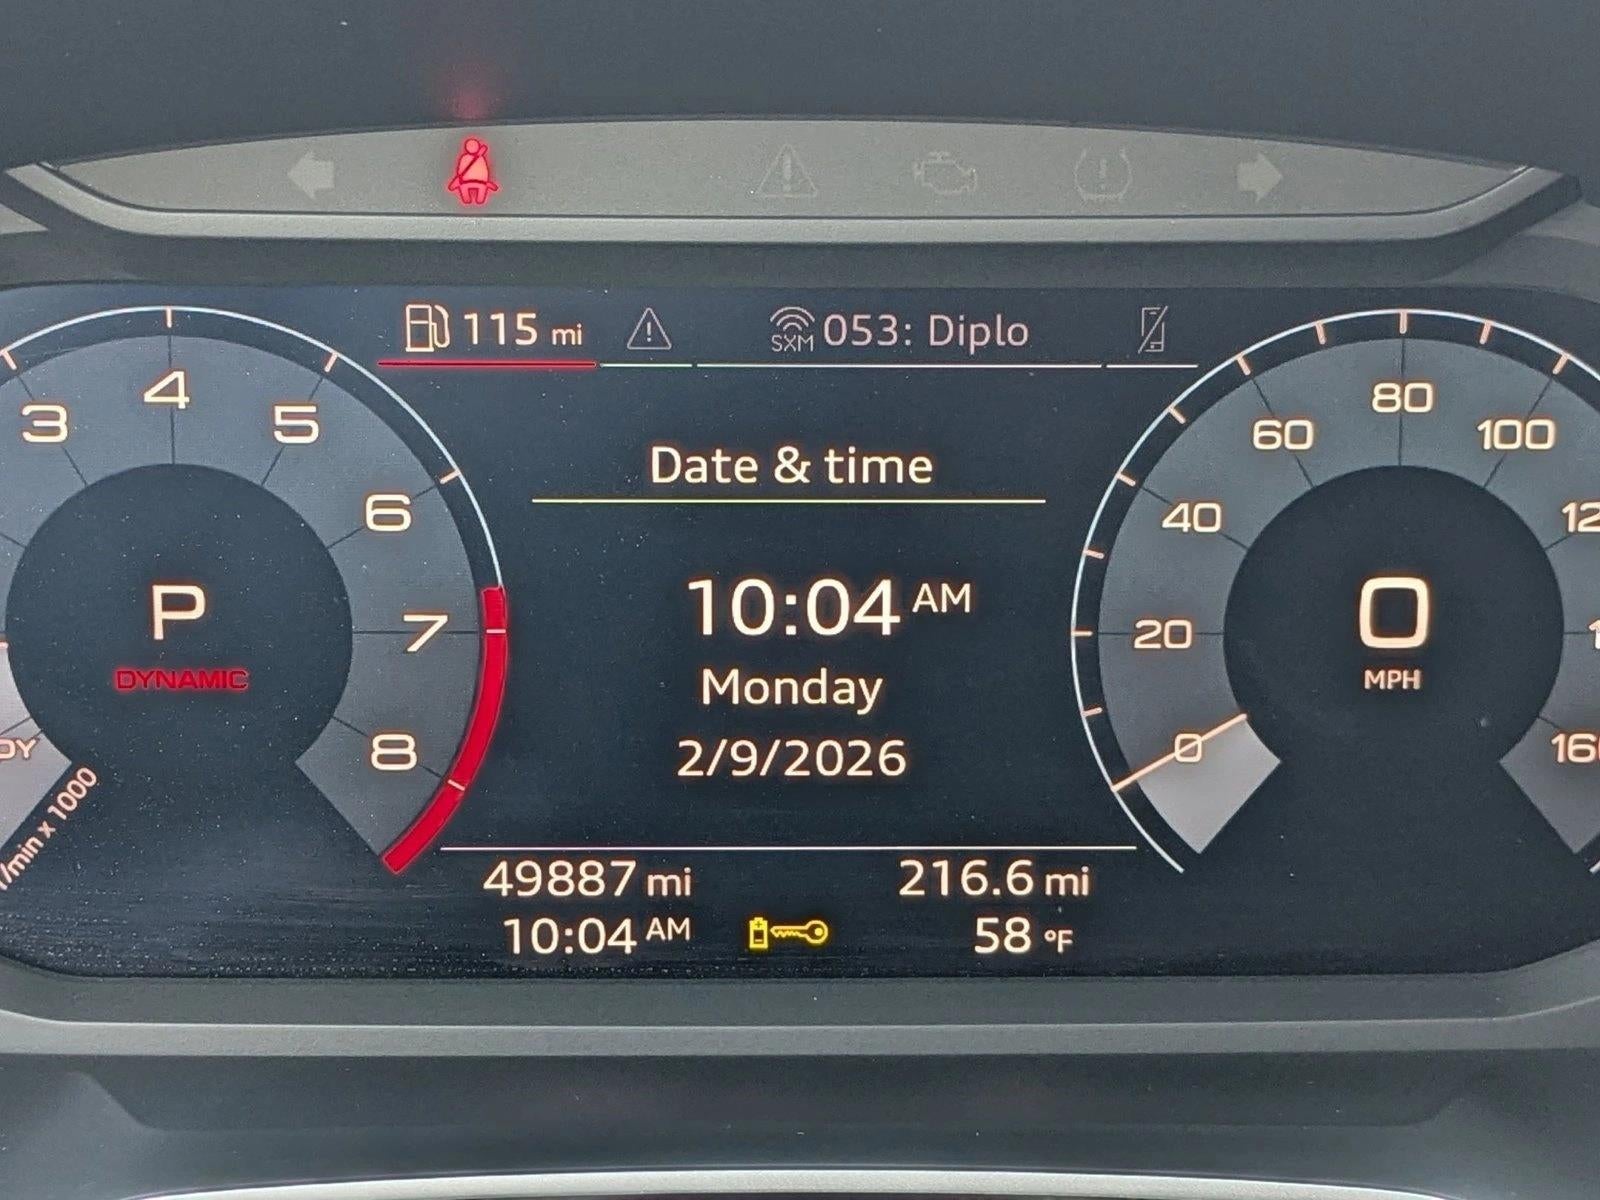 115 mi
SXM 053: Diplo
3
4
5
6
7
8
P
DYNAMIC
1/min x 1000
Date & time
10:04 AM
Monday
2/9/2026
20
40
60
80
100
0
0
MPH
49887 mi
216.6 mi
10:04 AM
58 °F